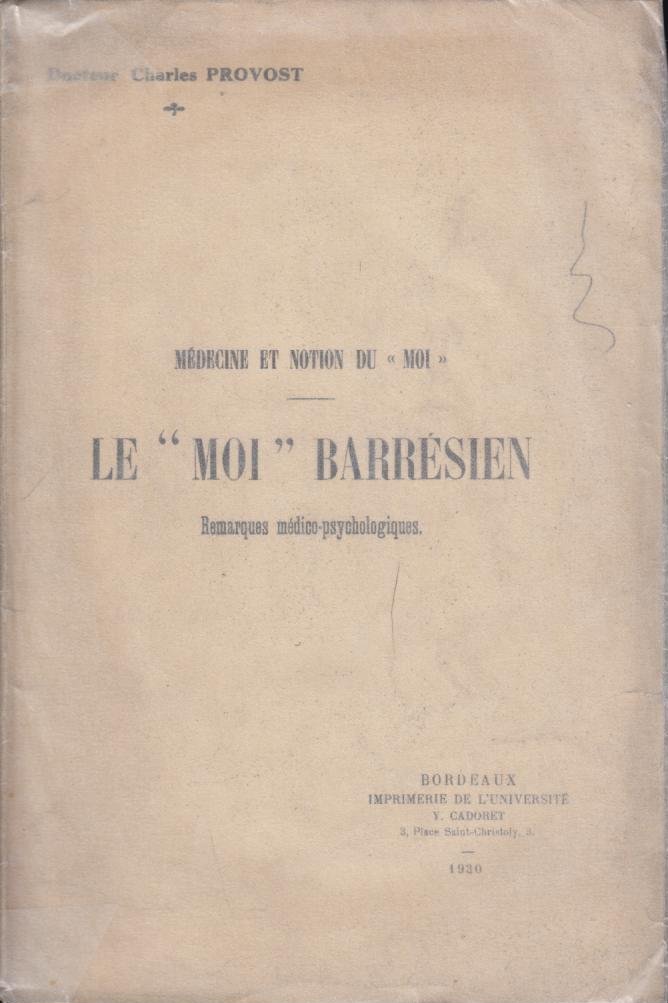 Docteur Charles PROVOST
MÉDECINE ET NOTION DU « MOI »
LE “ MOI ” BARRÉSIEN
Remarques médico-psychologiques.
BORDEAUX
IMPRIMERIE DE L'UNIVERSITÉ
Y. CADORET
3, Place Saint-Christoly, 3.
1930